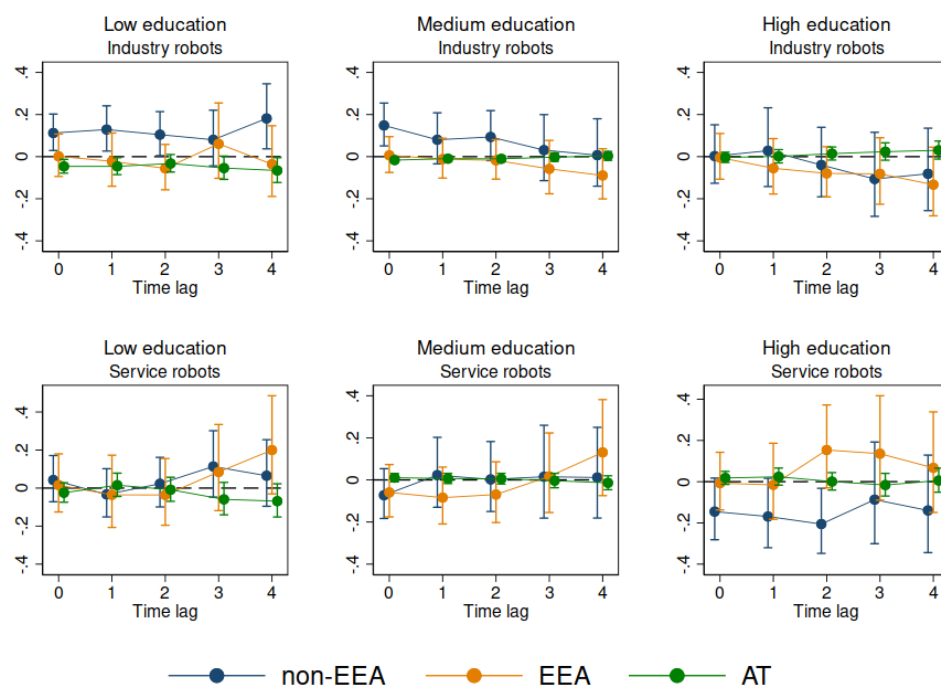 Low education
Industry robots
.4
.2
0
-.2
-.4
0 1 2 3 4
Time lag
Medium education
Industry robots
.4
.2
0
-.2
-.4
0 1 2 3 4
Time lag
High education
Industry robots
.4
.2
0
-.2
-.4
0 1 2 3 4
Time lag
Low education
Service robots
.4
.2
0
-.2
-.4
0 1 2 3 4
Time lag
Medium education
Service robots
.4
.2
0
-.2
-.4
0 1 2 3 4
Time lag
High education
Service robots
.4
.2
0
-.2
-.4
0 1 2 3 4
Time lag
non-EEA EEA AT